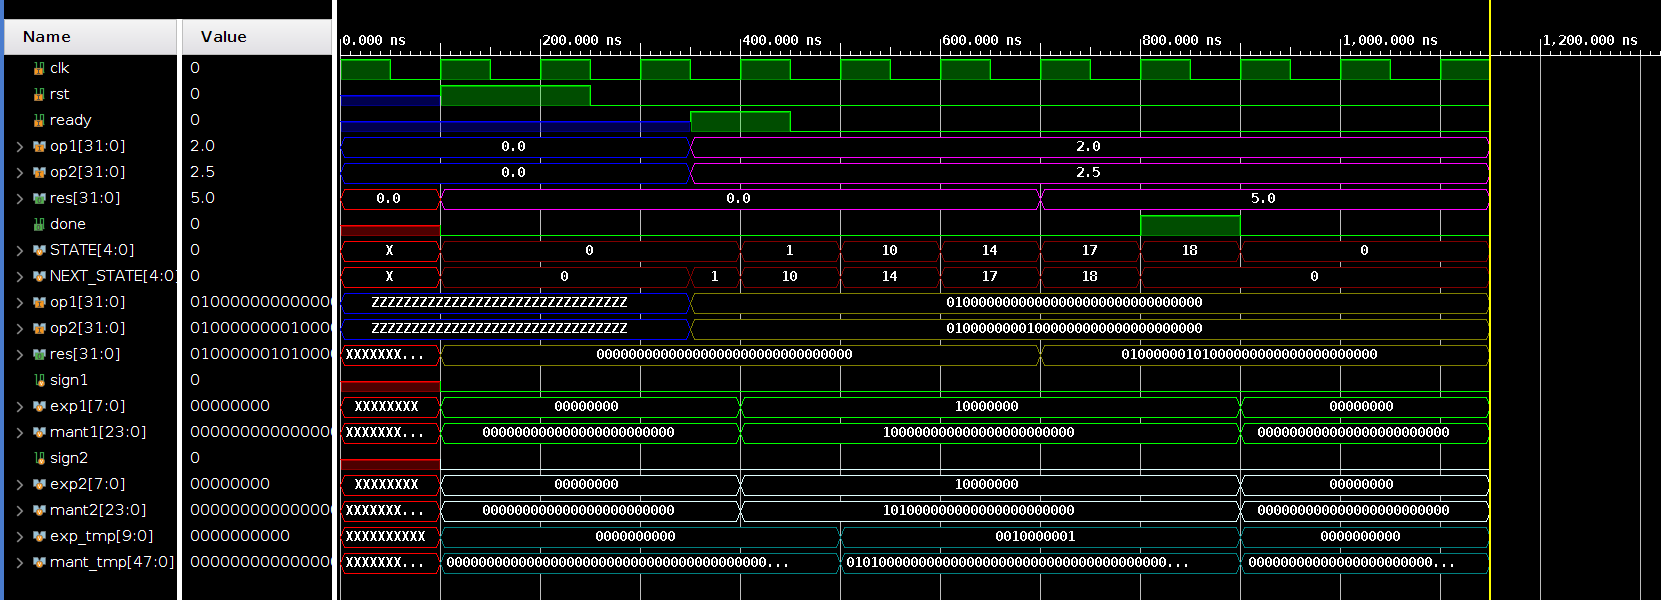 Name Value 0.000 ns 200.000 ns 400.000 ns 600.000 ns 800.000 ns 1,000.000 ns 1,200.000 ns
clk 0
rst 0
ready 0
op1[31:0] 2.0 0.0 2.0
op2[31:0] 2.5 0.0 2.5
res[31:0] 5.0 0.0 0.0 5.0
done 0
STATE[4:0] 0 X 0 1 10 14 17 18 0
NEXT_STATE[4:0] 0 X 0 1 10 14 17 18 0
op1[31:0] 01000000000000 ZZZZZZZZZZZZZZZZZZZZZZZZZZZZZZZZ 01000000000000000000000000000000
op2[31:0] 01000000001000 ZZZZZZZZZZZZZZZZZZZZZZZZZZZZZZZZ 01000000001000000000000000000000
res[31:0] 01000000101000 XXXXXXX... 00000000000000000000000000000000 01000000101000000000000000000000
sign1 0
exp1[7:0] 00000000 XXXXXXXX 00000000 10000000 00000000
mant1[23:0] 00000000000000 XXXXXXX... 000000000000000000000000 100000000000000000000000 000000000000000000000000
sign2 0
exp2[7:0] 00000000 XXXXXXXX 00000000 10000000 00000000
mant2[23:0] 00000000000000 XXXXXXX... 000000000000000000000000 101000000000000000000000 000000000000000000000000
exp_tmp[9:0] 0000000000 XXXXXXXXXX 0000000000 0010000001 0000000000
mant_tmp[47:0] 00000000000000 XXXXXXX... 0000000000000000000000000000000000000000... 0101000000000000000000000000000000000000... 00000000000000000000000...